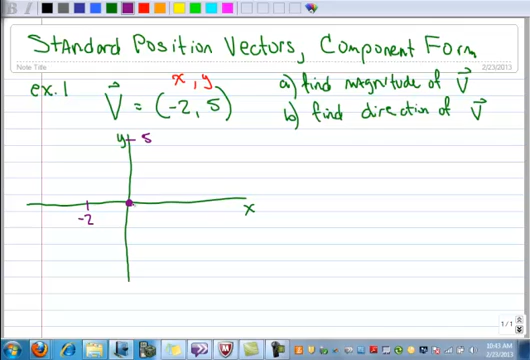 Standard Position Vectors, Component Form
Note Title
2/23/2013
ex. 1
x, y
V⃗ = (-2, 5)
a) find magnitude of V⃗
b) find direction of V⃗
y
5
-2
x
1/1
10:43 AM
2/23/2013